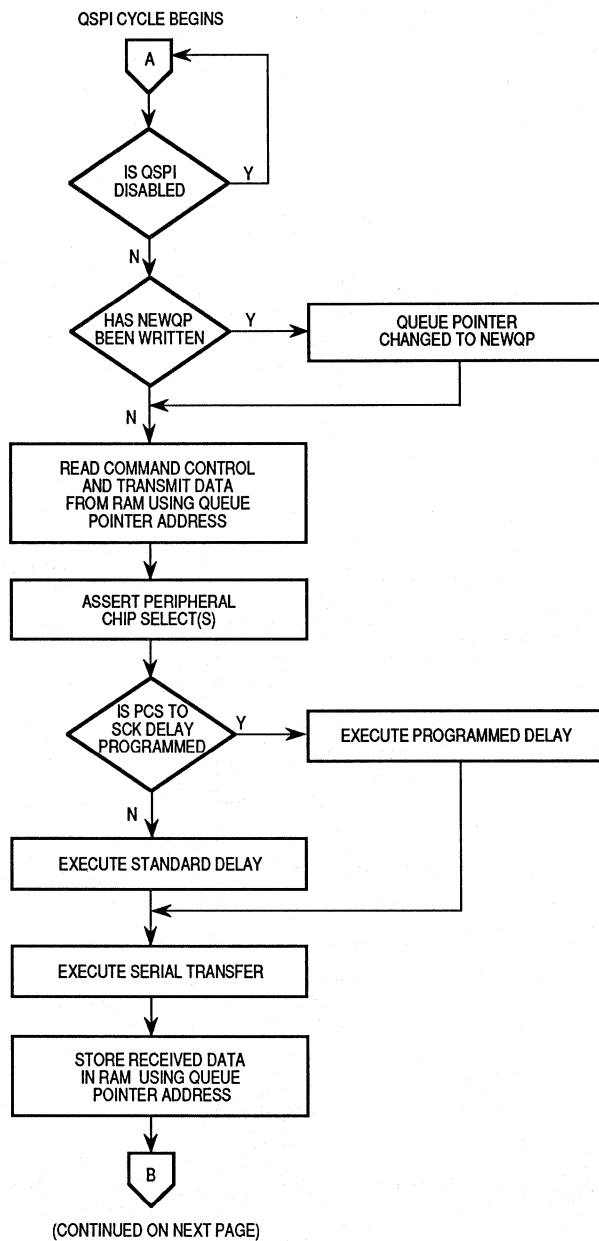 QSPI CYCLE BEGINS
A
IS QSPI
DISABLED
Y
N
HAS NEWQP
BEEN WRITTEN
Y
QUEUE POINTER
CHANGED TO NEWQP
N
READ COMMAND CONTROL
AND TRANSMIT DATA
FROM RAM USING QUEUE
POINTER ADDRESS
ASSERT PERIPHERAL
CHIP SELECT(S)
IS PCS TO
SCK DELAY
PROGRAMMED
Y
EXECUTE PROGRAMMED DELAY
N
EXECUTE STANDARD DELAY
EXECUTE SERIAL TRANSFER
STORE RECEIVED DATA
IN RAM USING QUEUE
POINTER ADDRESS
B
(CONTINUED ON NEXT PAGE)